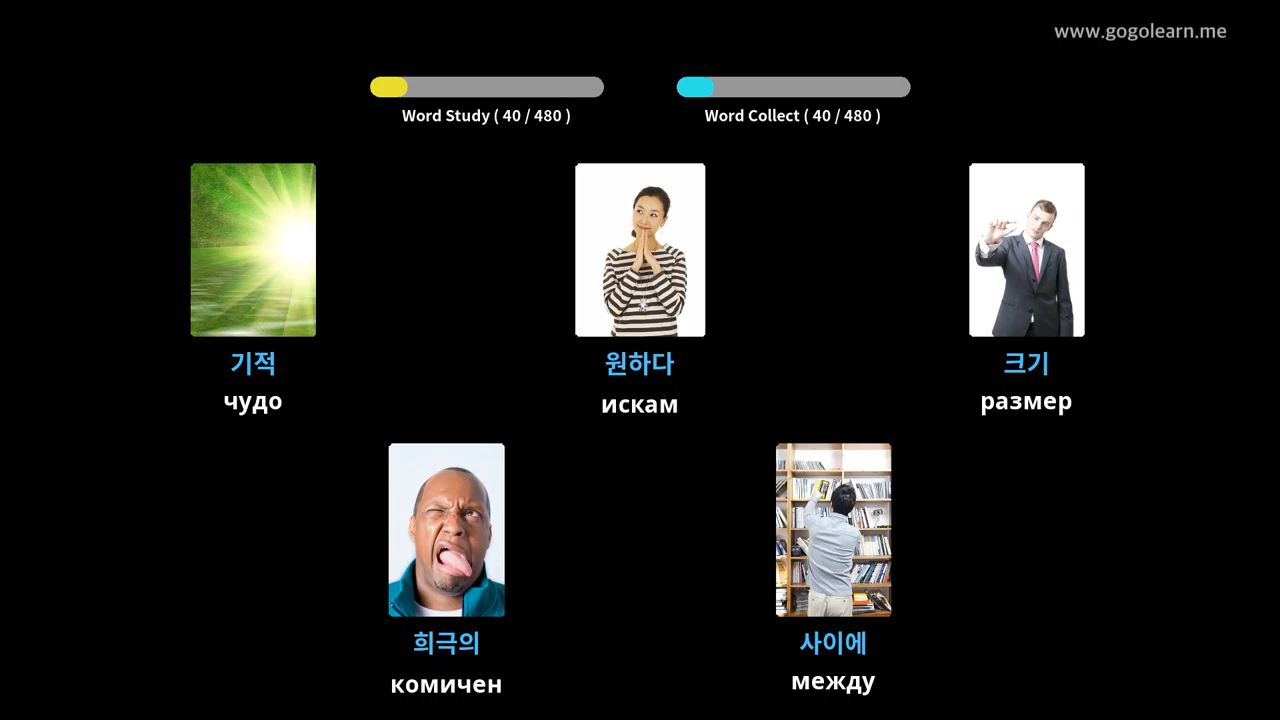 www.gogolearn.me
Word Study ( 40 / 480 )
Word Collect ( 40 / 480 )
기적
чудо
원하다
искам
크기
размер
희극의
комичен
사이에
между